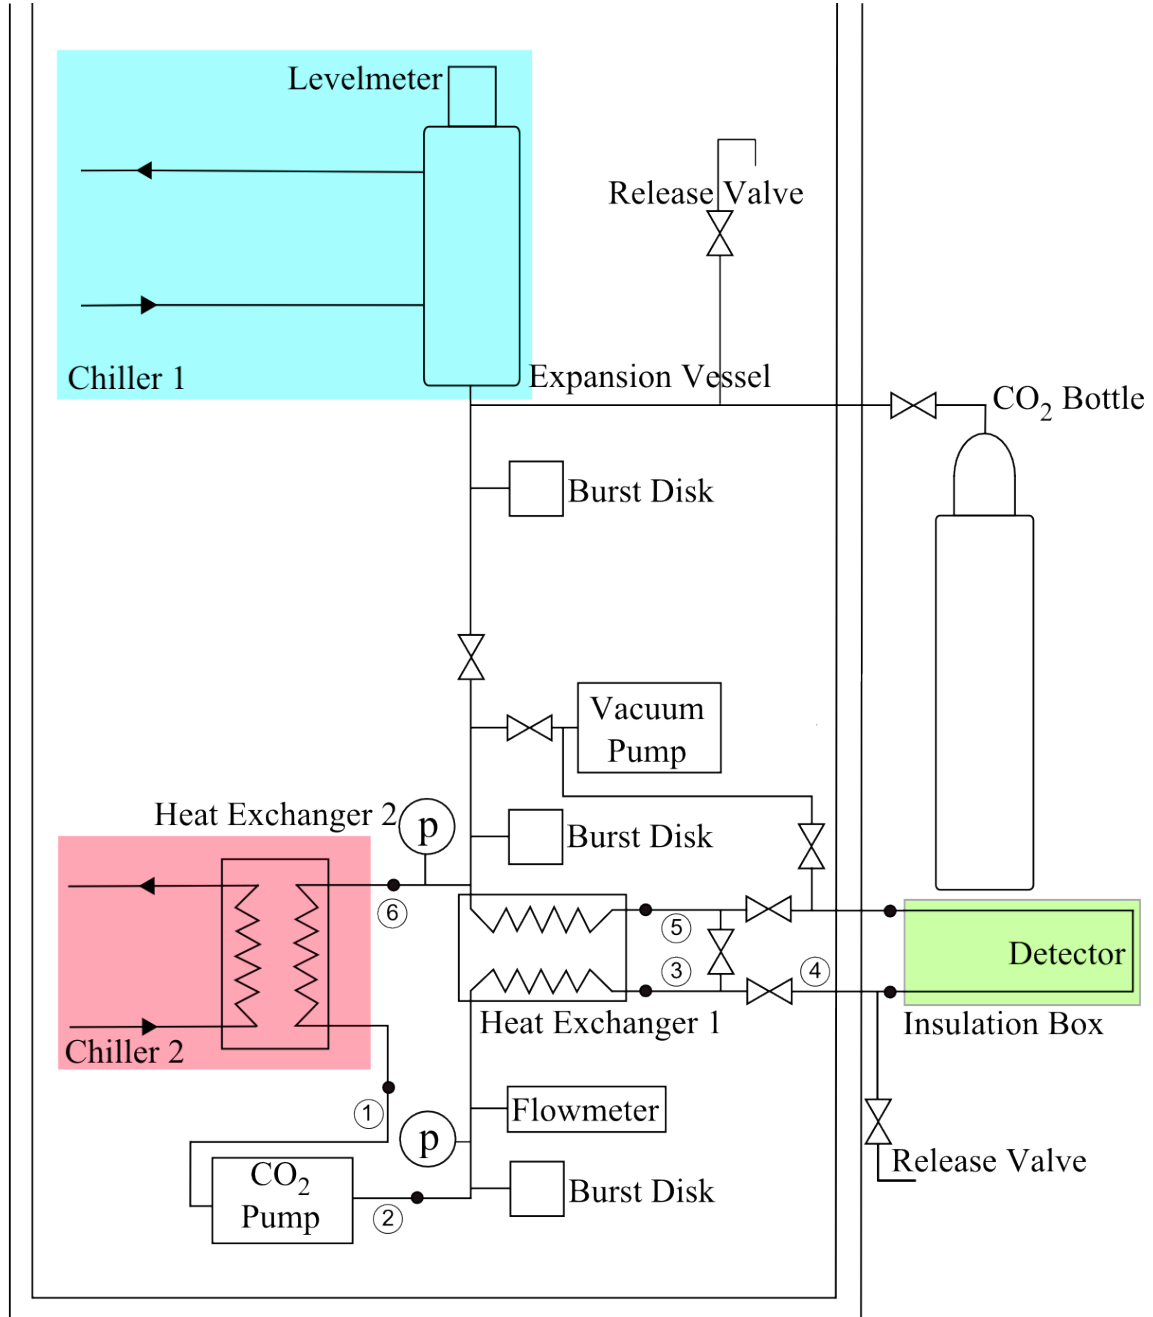 Levelmeter
Release Valve
Chiller 1
Expansion Vessel
CO₂ Bottle
Burst Disk
Vacuum
Pump
Heat Exchanger 2
p
Burst Disk
6
5
3
4
Detector
Heat Exchanger 1
Insulation Box
Chiller 2
1
Flowmeter
p
Release Valve
CO₂
Pump
2
Burst Disk